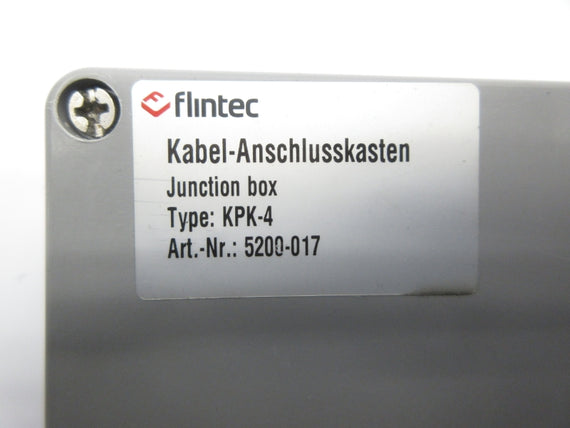 flintec
Kabel-Anschlusskasten
Junction box
Type: KPK-4
Art.-Nr.: 5200-017